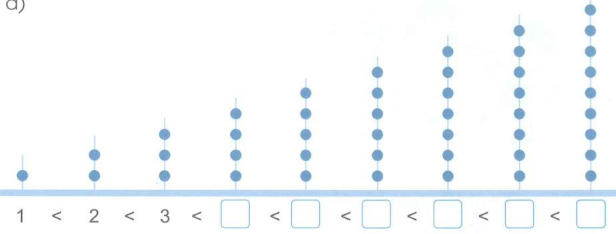 a)
1 < 2 < 3 < < < < < <